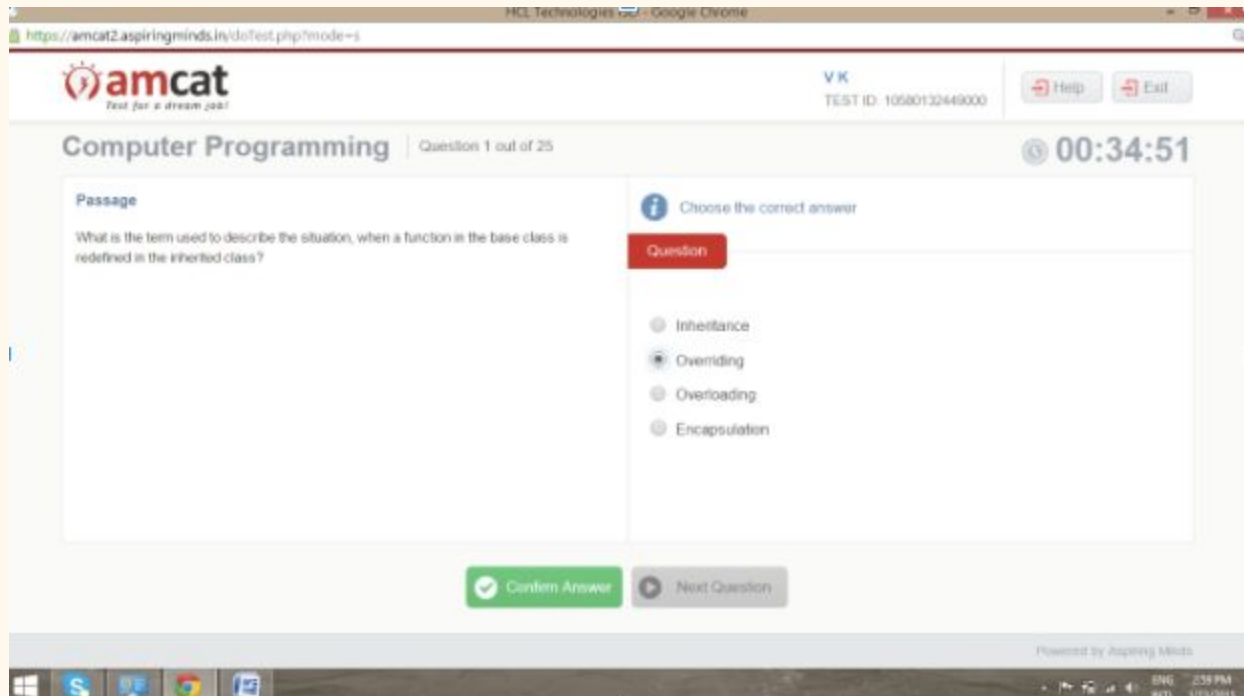 HCL Technologies - Google Chrome
https://amcat2.aspiringminds.in/doTest.php?mode=s
amcat
Test for a dream job!
V K
TEST ID: 10580132449000
Help
Exit
Computer Programming
Question 1 out of 25
00:34:51
Passage
What is the term used to describe the situation, when a function in the base class is
redefined in the inherited class?
Choose the correct answer
Question
Inheritance
Overriding
Overloading
Encapsulation
Confirm Answer
Next Question
Powered by Aspiring Minds
ENG
2:59 PM